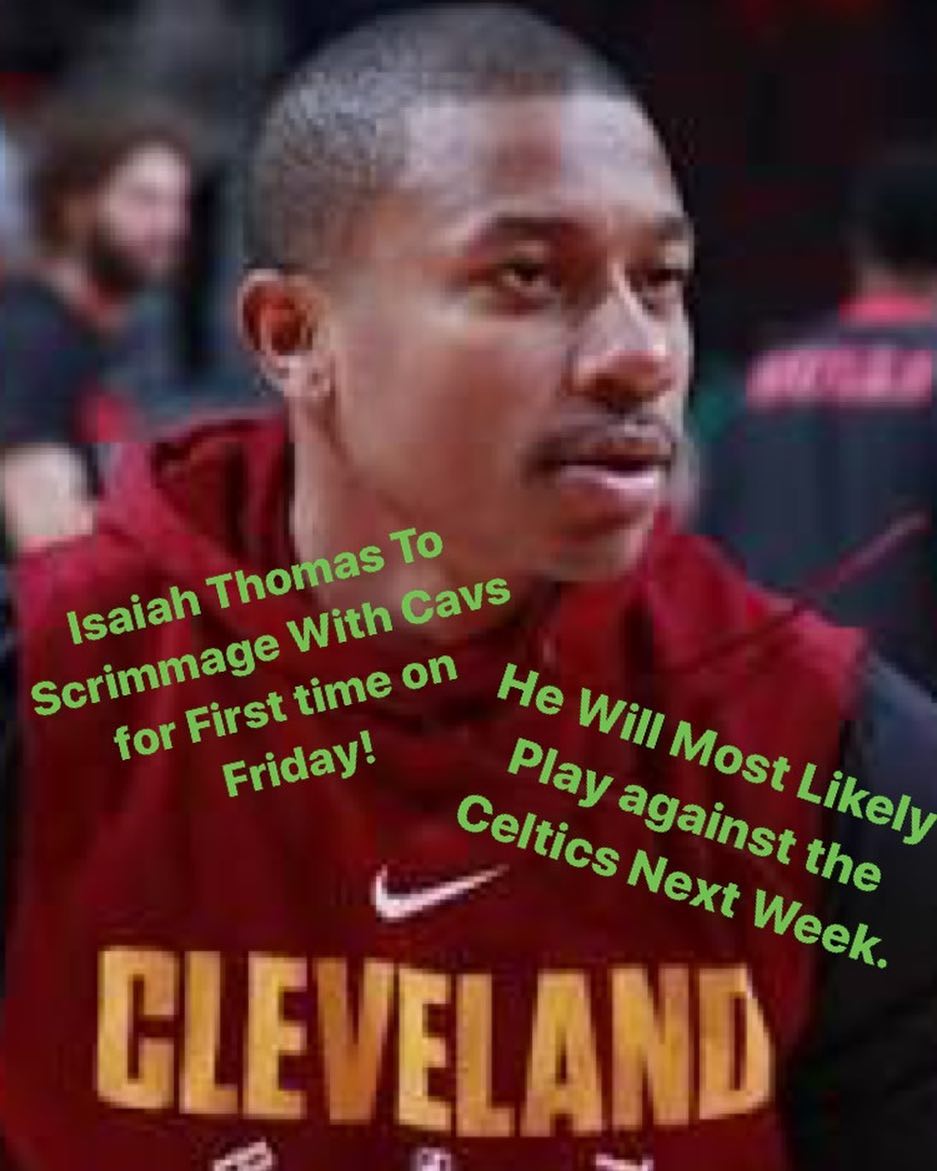 Isaiah Thomas To
Scrimmage With Cavs
for First time on
Friday!
He Will Most Likely
Play against the
Celtics Next Week.
CLEVELAND